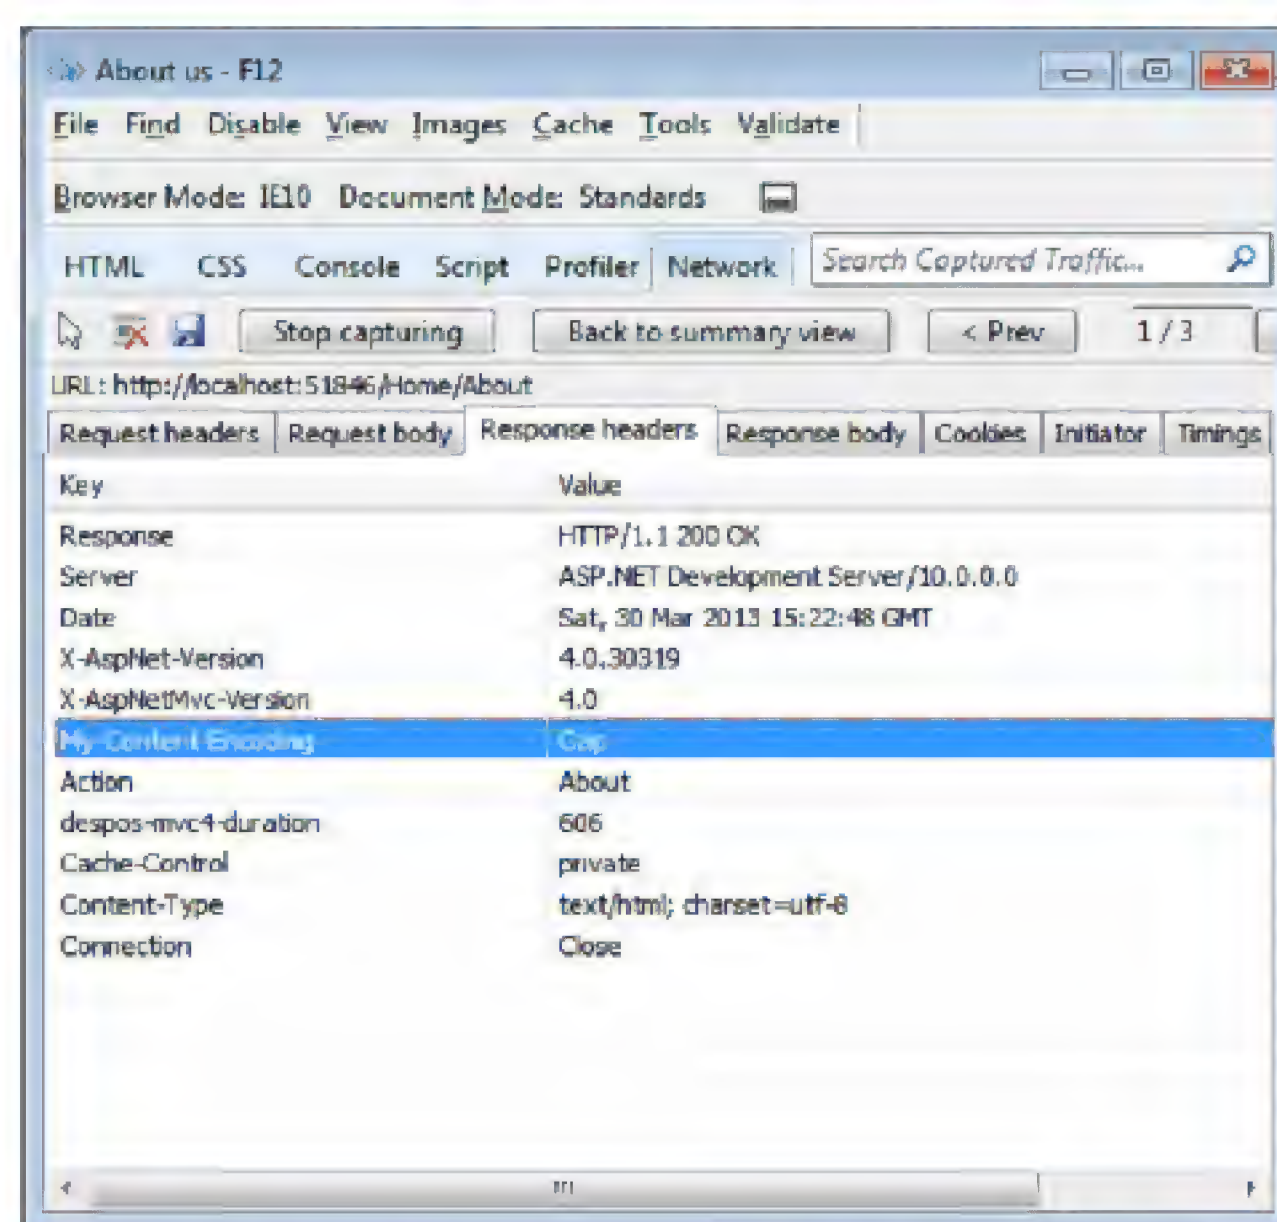 About us - F12
File Find Disable View Images Cache Tools Validate
Browser Mode: IE10 Document Mode: Standards
HTML CSS Console Script Profiler Network Search Captured Traffic...
Stop capturing Back to summary view < Prev 1 / 3
URL: http://localhost:51846/Home/About
Request headers Request body Response headers Response body Cookies Initiator Timings
Key Value
Response HTTP/1.1 200 OK
Server ASP.NET Development Server/10.0.0.0
Date Sat, 30 Mar 2013 15:22:48 GMT
X-AspNet-Version 4.0.30319
X-AspNetMvc-Version 4.0
My-Content Encoding
Action About
despos-mvc4-duration 606
Cache-Control private
Content-Type text/html; charset=utf-8
Connection Close